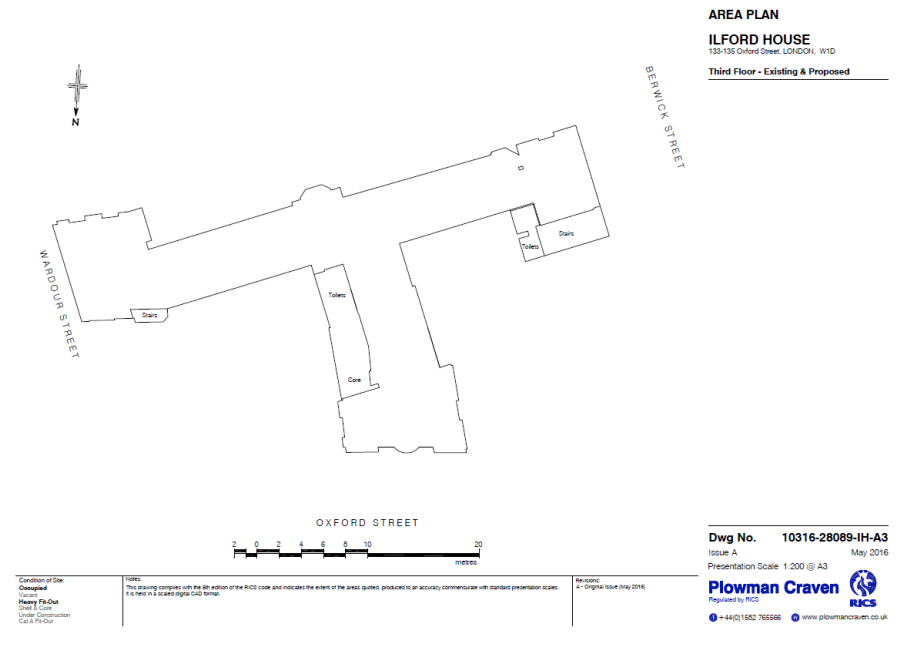 AREA PLAN
ILFORD HOUSE
133-135 Oxford Street, LONDON, W1D
Third Floor - Existing & Proposed
N
BERWICK STREET
WARDOUR STREET
Stairs
Toilets
Stairs
Toilets
Core
OXFORD STREET
2 0 2 4 6 8 10 20
metres
Dwg No. 10316-28089-IH-A3
Issue A May 2016
Presentation Scale 1:200 @ A3
Plowman Craven
Regulated by RICS
RICS
+44(0)1582 765566 www.plowmancraven.co.uk
Condition of Site:
Occupied
Vacant
Heavy Fit-Out
Shell & Core
Under Construction
Cat A Fit-Out
Notes:
This drawing complies with the 6th edition of the RICS code and indicates the extent of the areas quoted, produced to an accuracy commensurate with standard presentation scales.
It is held in a scaled digital CAD format.
Revisions:
A - Original Issue (May 2016)